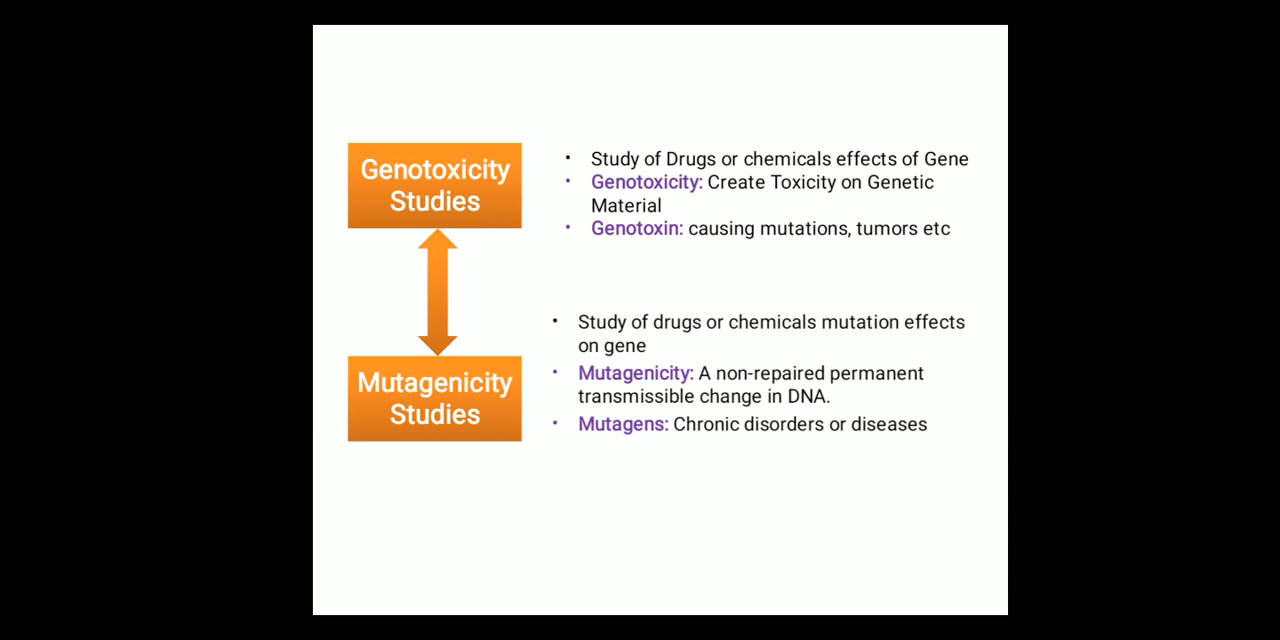 Genotoxicity
Studies
• Study of Drugs or chemicals effects of Gene
• Genotoxicity: Create Toxicity on Genetic
Material
• Genotoxin: causing mutations, tumors etc
Mutagenicity
Studies
• Study of drugs or chemicals mutation effects
on gene
• Mutagenicity: A non-repaired permanent
transmissible change in DNA.
• Mutagens: Chronic disorders or diseases